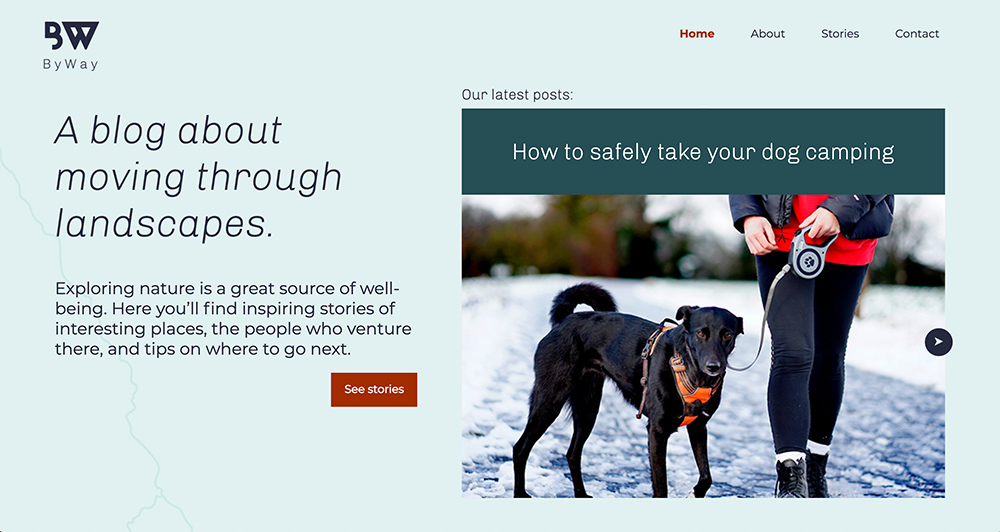 BW
ByWay
Home
About
Stories
Contact
A blog about
moving through
landscapes.
Exploring nature is a great source of well-
being. Here you’ll find inspiring stories of
interesting places, the people who venture
there, and tips on where to go next.
See stories
Our latest posts:
How to safely take your dog camping